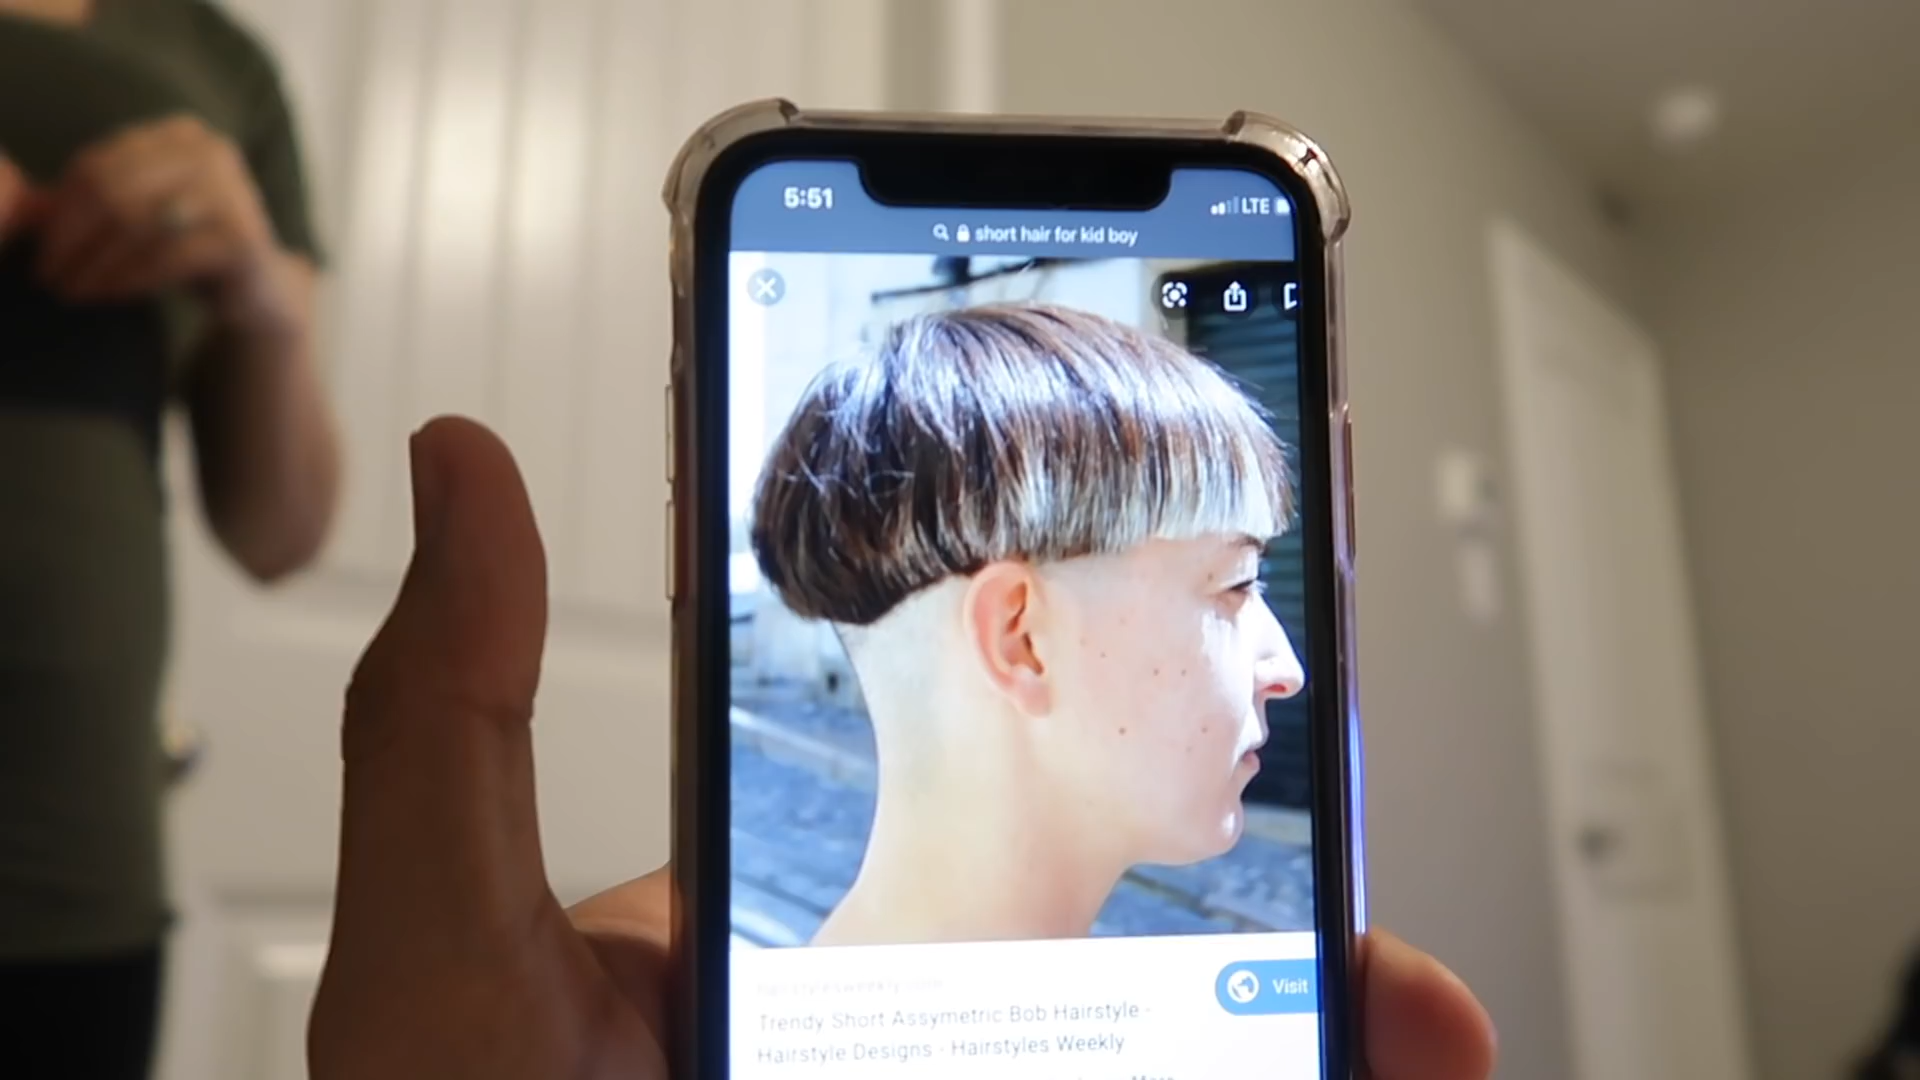 5:51
LTE
short hair for kid boy
Visit
Trendy Short Assymetric Bob Hairstyle -
Hairstyle Designs - Hairstyles Weekly